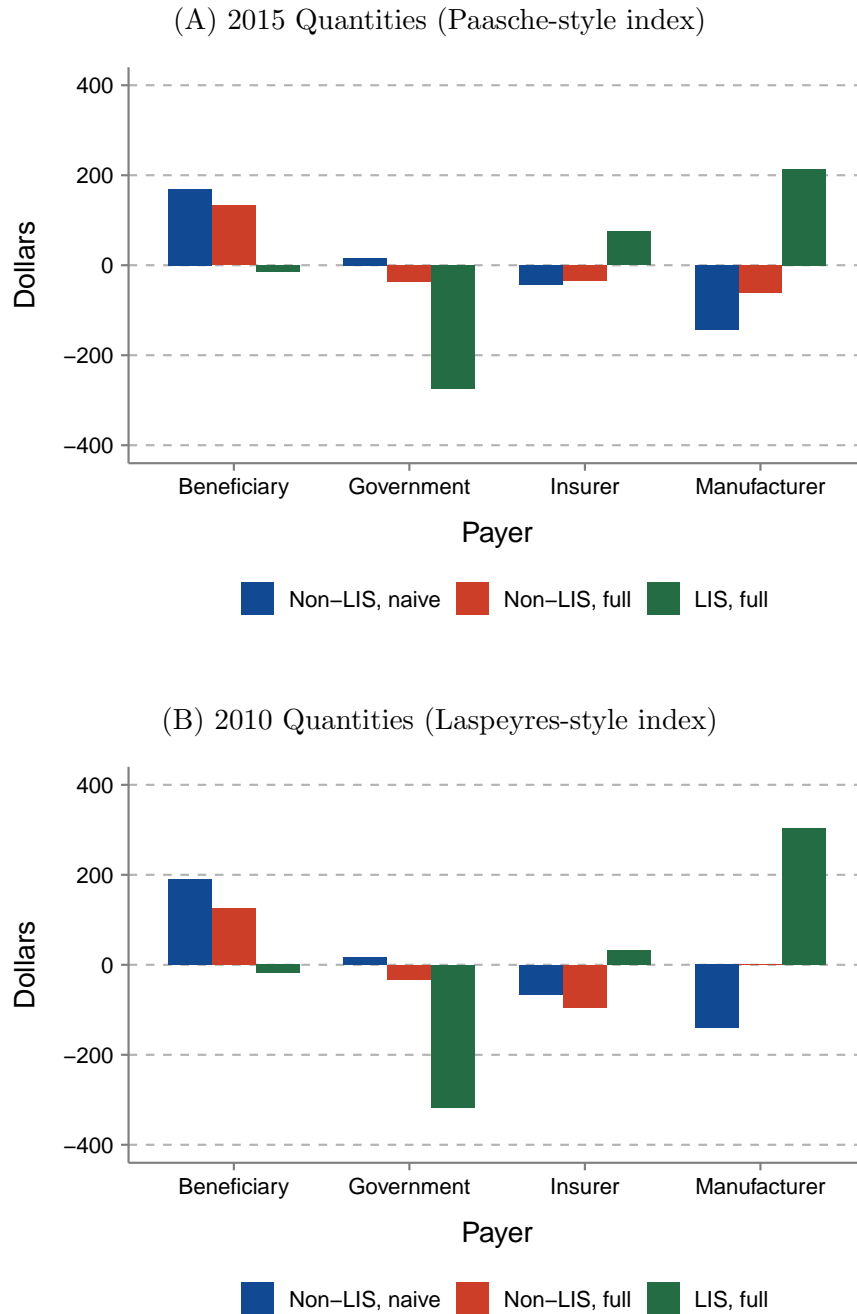 (A) 2015 Quantities (Paasche-style index)
400
200
0
−200
−400
Dollars
Beneficiary Government Insurer Manufacturer
Payer
Non−LIS, naive Non−LIS, full LIS, full
(B) 2010 Quantities (Laspeyres-style index)
400
200
0
−200
−400
Dollars
Beneficiary Government Insurer Manufacturer
Payer
Non−LIS, naive Non−LIS, full LIS, full